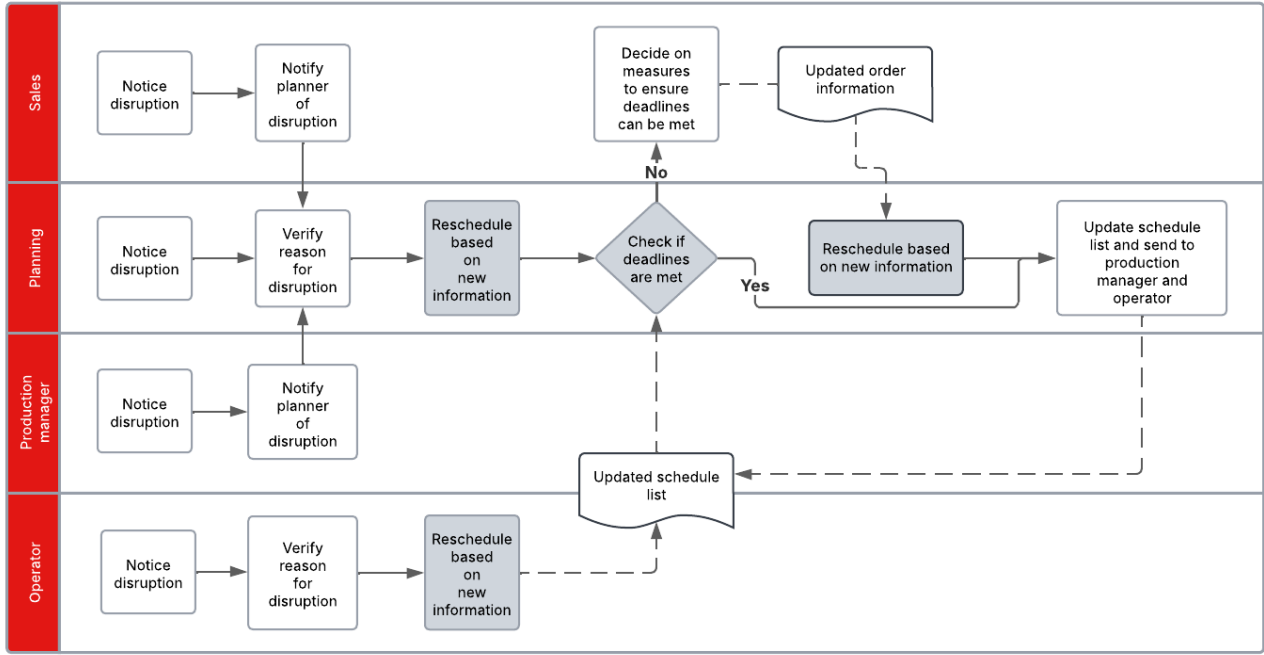 Sales
Notice
disruption
Notify
planner
of
disruption
Decide on
measures
to ensure
deadlines
can be met
Updated order
information
No
Planning
Notice
disruption
Verify
reason
for
disruption
Reschedule
based
on
new
information
Check if
deadlines
are met
Yes
Reschedule based
on new information
Update schedule
list and send to
production
manager and
operator
Production
manager
Notice
disruption
Notify
planner
of
disruption
Updated schedule
list
Operator
Notice
disruption
Verify
reason
for
disruption
Reschedule
based
on
new
information